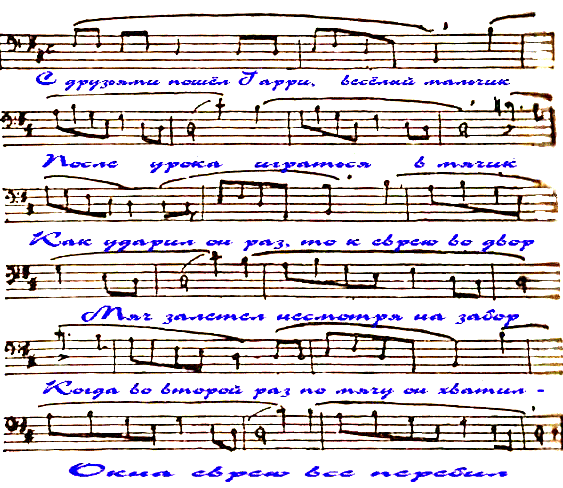 С друзьями пошёл Гарри, весёлый мальчик
После урока играться в мячик
Как ударил он раз, то к еврею во двор
Мяч залетел несмотря на забор
Когда во второй раз по мячу он хватил -
Окна еврею все перебил